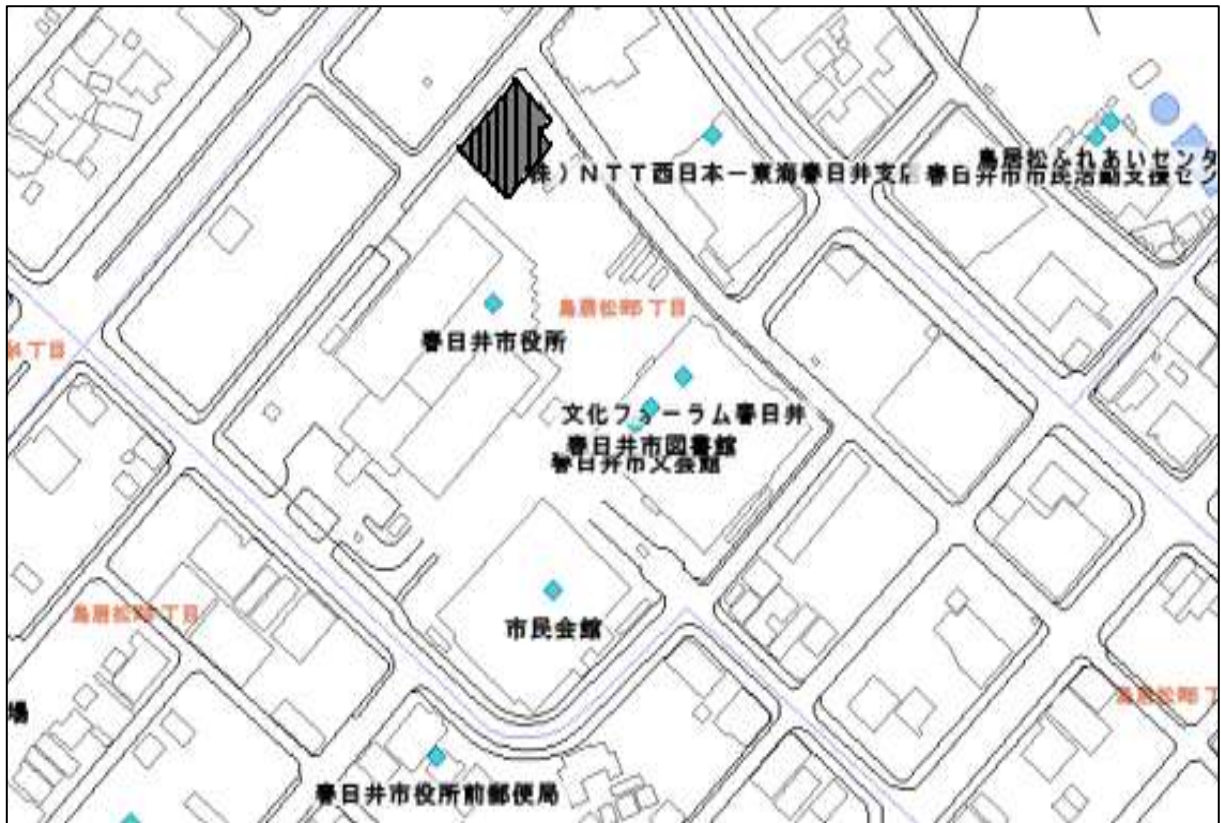 鳥居松ふれあいセンタ
株）ＮＴＴ西日本－東海春日井支店
春日井市市民活動支援セン
鳥居松町5丁目
春日井市役所
丁目
文化フォーラム春日井
春日井市図書館
春日井市文会館
鳥居松町 丁目
市民会館
鳥居松町 丁
場
春日井市役所前郵便局